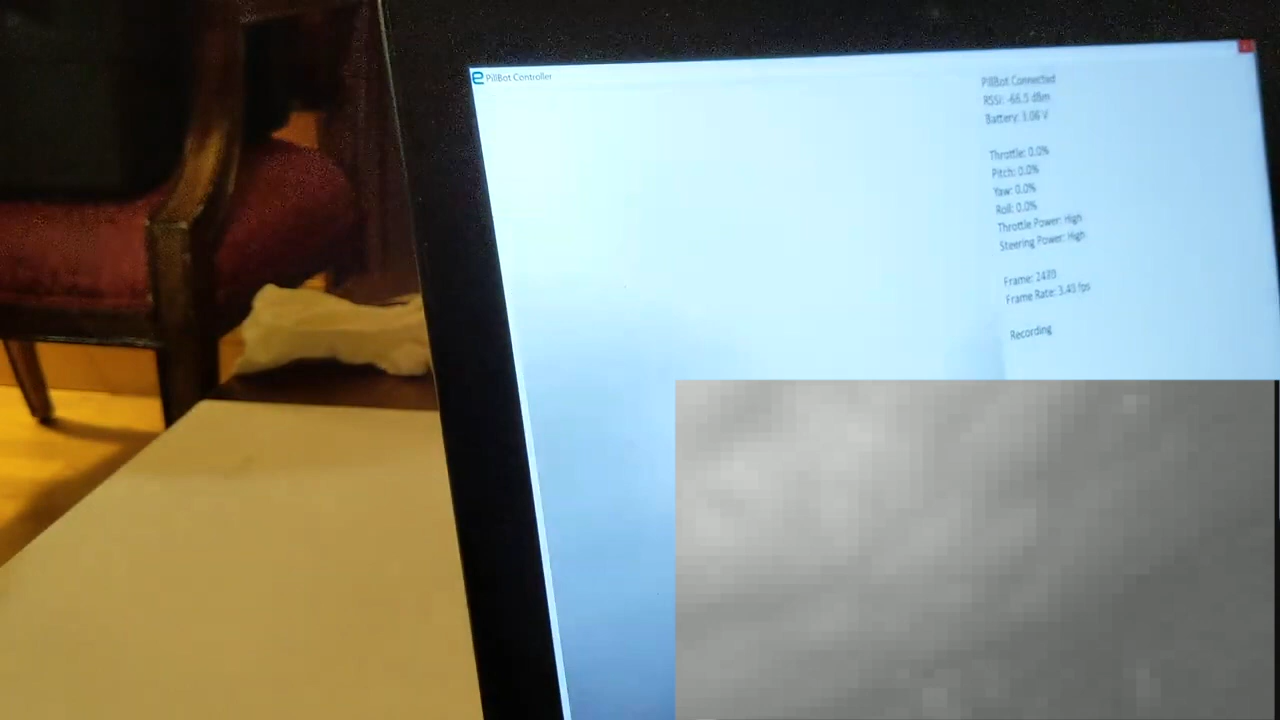 PillBot Controller
PillBot Connected
RSSI: -66.5 dBm
Battery: 3.06 V
Throttle: 0.0%
Pitch: 0.0%
Yaw: 0.0%
Roll: 0.0%
Throttle Power: High
Steering Power: High
Frame:
Frame Rate: 3.43 fps
Recording